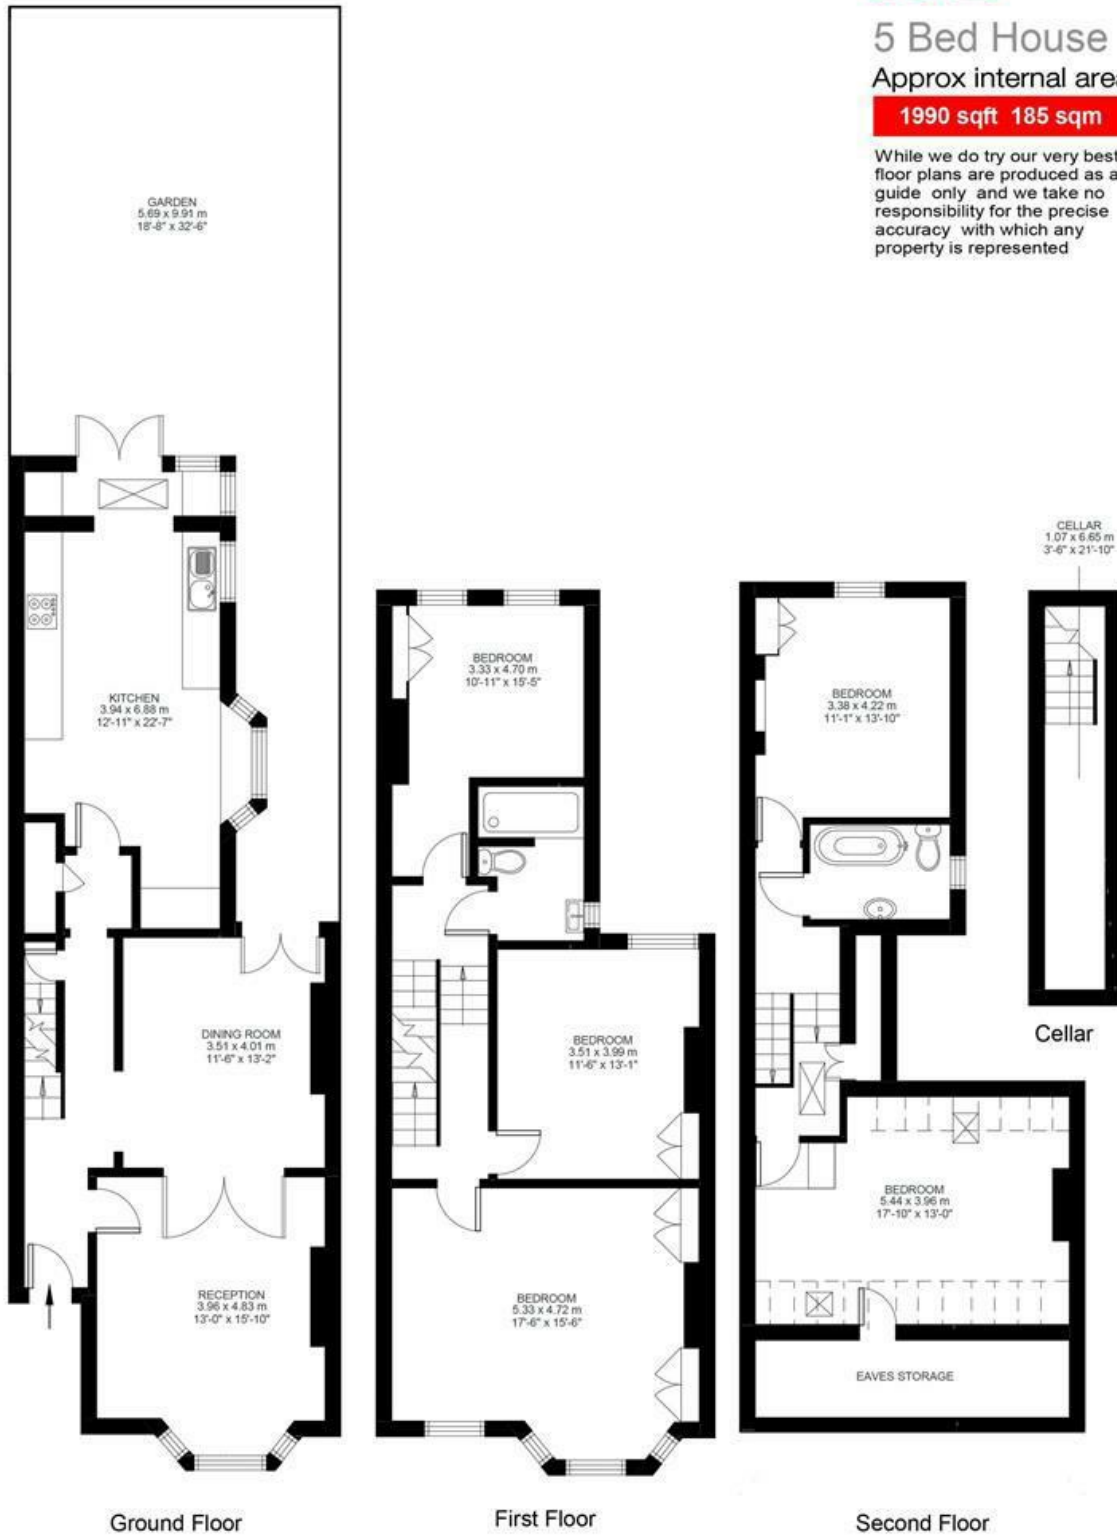 5 Bed House
Approx internal area
1990 sqft 185 sqm
While we do try our very best
floor plans are produced as a
guide only and we take no
responsibility for the precise
accuracy with which any
property is represented
GARDEN
5.69 x 9.91 m
18'-8" x 32'-6"
KITCHEN
3.94 x 6.88 m
12'-11" x 22'-7"
DINING ROOM
3.51 x 4.01 m
11'-6" x 13'-2"
RECEPTION
3.96 x 4.83 m
13'-0" x 15'-10"
Ground Floor
BEDROOM
3.33 x 4.70 m
10'-11" x 15'-5"
BEDROOM
3.51 x 3.99 m
11'-6" x 13'-1"
BEDROOM
5.33 x 4.72 m
17'-6" x 15'-6"
First Floor
BEDROOM
3.38 x 4.22 m
11'-1" x 13'-10"
BEDROOM
5.44 x 3.96 m
17'-10" x 13'-0"
EAVES STORAGE
Second Floor
CELLAR
1.07 x 6.65 m
3'-6" x 21'-10"
Cellar